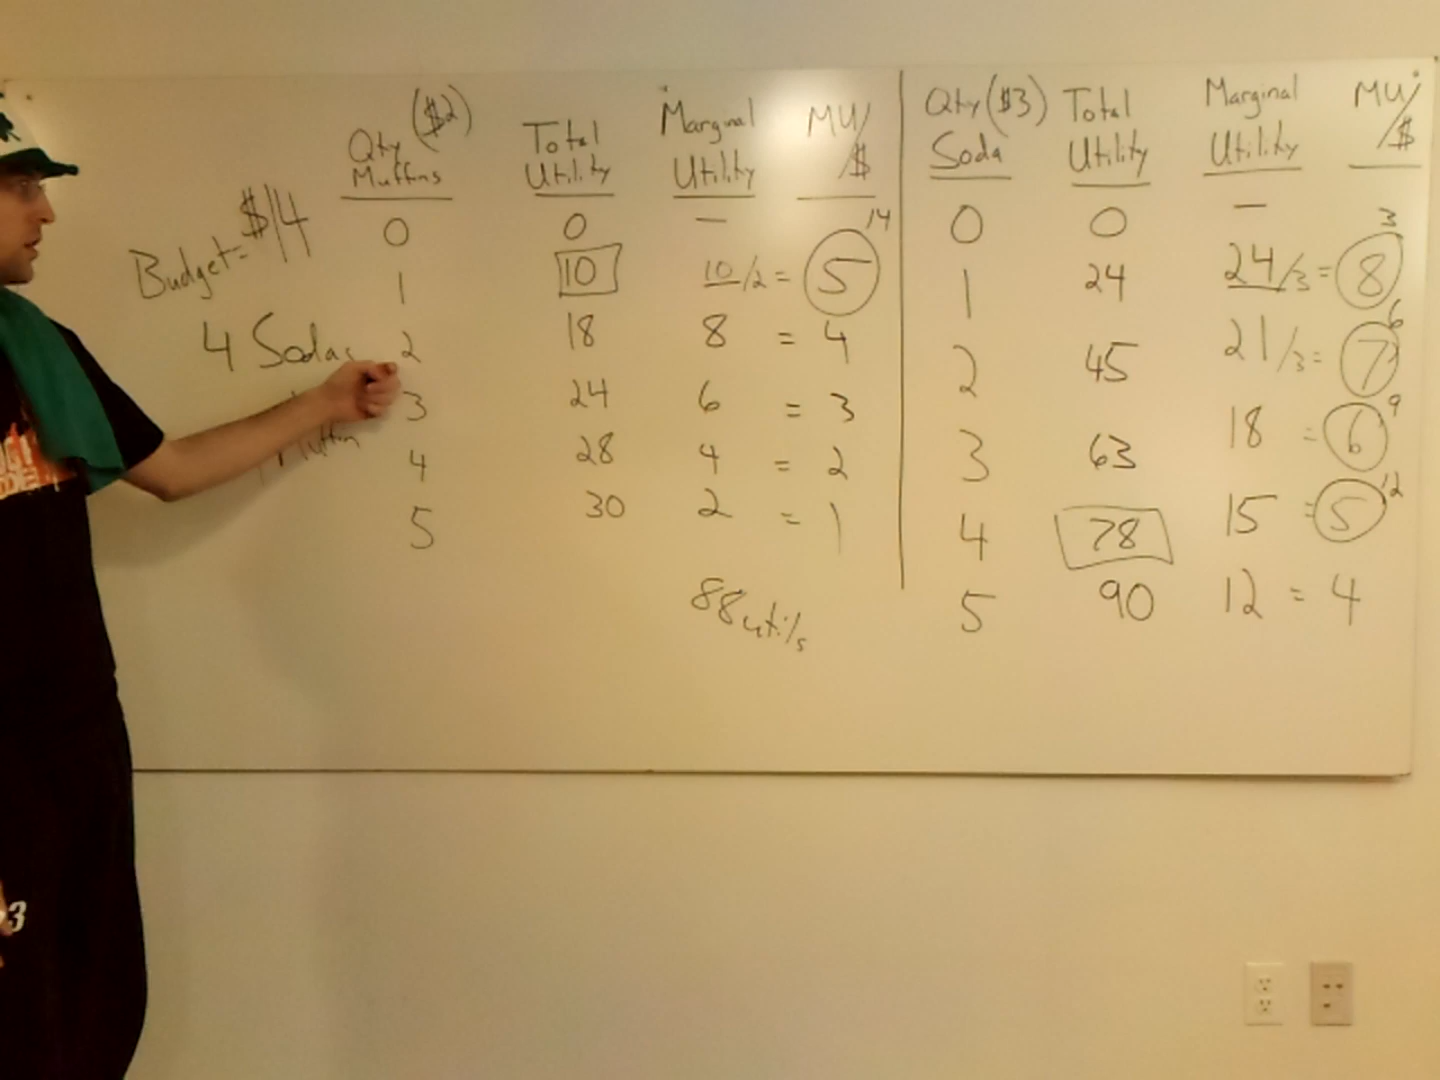 Budget= $14
4 Sodas
Muffin
Qty ($2) Muffins Total Utility Marginal Utility MU/$
0 0 —
1 10 10/2 = 5 14
2 18 8 = 4
3 24 6 = 3
4 28 4 = 2
5 30 2 = 1
88 utils
Qty ($3) Soda Total Utility Marginal Utility MU/$
0 0 —
1 24 24/3 = 8 3
2 45 21/3 = 7 6
3 63 18 = 6 9
4 78 15 = 5 12
5 90 12 = 4
3